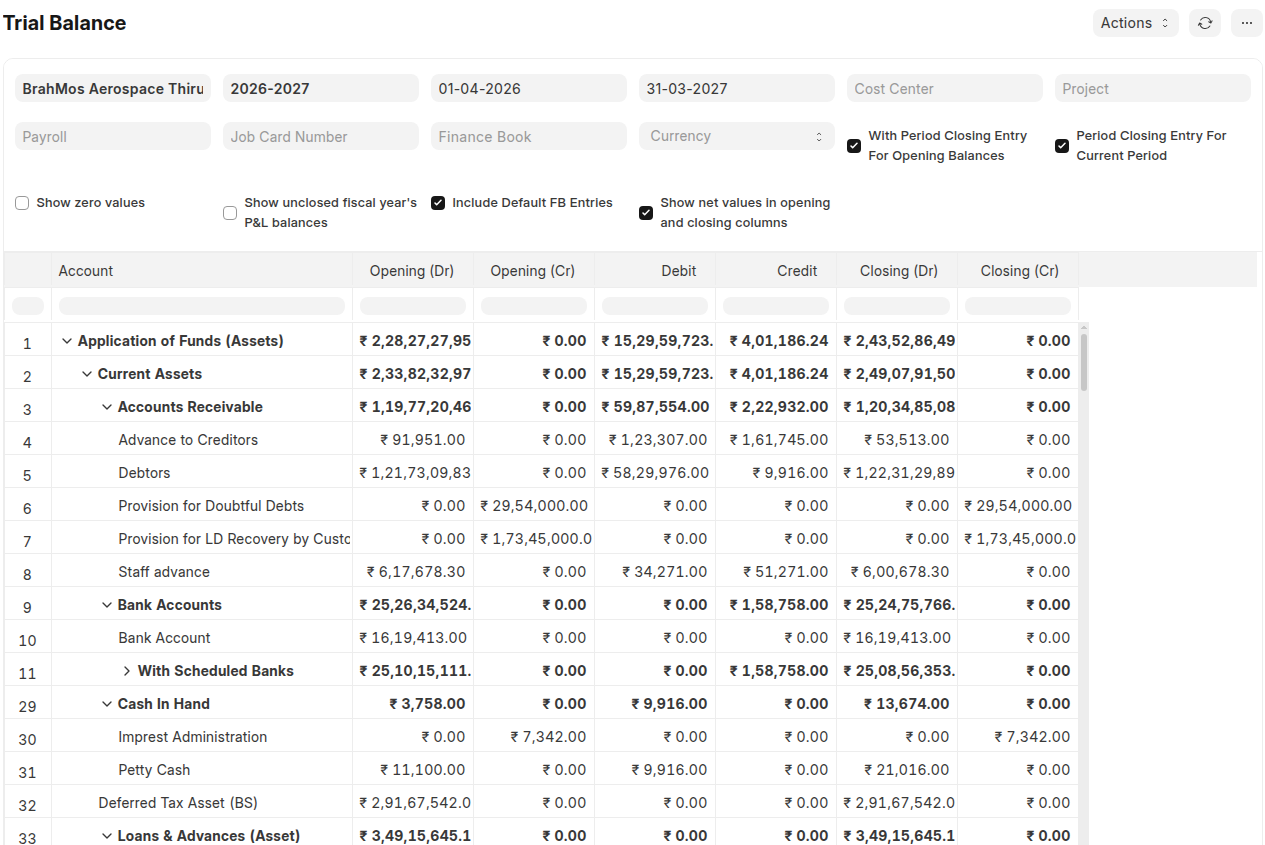 Trial Balance
Actions
BrahMos Aerospace Thiru 2026-2027 01-04-2026 31-03-2027 Cost Center Project
Payroll Job Card Number Finance Book Currency With Period Closing Entry For Opening Balances Period Closing Entry For Current Period
Show zero values Show unclosed fiscal year's P&L balances Include Default FB Entries Show net values in opening and closing columns
Account Opening (Dr) Opening (Cr) Debit Credit Closing (Dr) Closing (Cr)
1 Application of Funds (Assets) ₹ 2,28,27,27,95 ₹ 0.00 ₹ 15,29,59,723. ₹ 4,01,186.24 ₹ 2,43,52,86,49 ₹ 0.00
2 Current Assets ₹ 2,33,82,32,97 ₹ 0.00 ₹ 15,29,59,723. ₹ 4,01,186.24 ₹ 2,49,07,91,50 ₹ 0.00
3 Accounts Receivable ₹ 1,19,77,20,46 ₹ 0.00 ₹ 59,87,554.00 ₹ 2,22,932.00 ₹ 1,20,34,85,08 ₹ 0.00
4 Advance to Creditors ₹ 91,951.00 ₹ 0.00 ₹ 1,23,307.00 ₹ 1,61,745.00 ₹ 53,513.00 ₹ 0.00
5 Debtors ₹ 1,21,73,09,83 ₹ 0.00 ₹ 58,29,976.00 ₹ 9,916.00 ₹ 1,22,31,29,89 ₹ 0.00
6 Provision for Doubtful Debts ₹ 0.00 ₹ 29,54,000.00 ₹ 0.00 ₹ 0.00 ₹ 0.00 ₹ 29,54,000.00
7 Provision for LD Recovery by Custo ₹ 0.00 ₹ 1,73,45,000.0 ₹ 0.00 ₹ 0.00 ₹ 0.00 ₹ 1,73,45,000.0
8 Staff advance ₹ 6,17,678.30 ₹ 0.00 ₹ 34,271.00 ₹ 51,271.00 ₹ 6,00,678.30 ₹ 0.00
9 Bank Accounts ₹ 25,26,34,524. ₹ 0.00 ₹ 0.00 ₹ 1,58,758.00 ₹ 25,24,75,766. ₹ 0.00
10 Bank Account ₹ 16,19,413.00 ₹ 0.00 ₹ 0.00 ₹ 0.00 ₹ 16,19,413.00 ₹ 0.00
11 With Scheduled Banks ₹ 25,10,15,111. ₹ 0.00 ₹ 0.00 ₹ 1,58,758.00 ₹ 25,08,56,353. ₹ 0.00
29 Cash In Hand ₹ 3,758.00 ₹ 0.00 ₹ 9,916.00 ₹ 0.00 ₹ 13,674.00 ₹ 0.00
30 Imprest Administration ₹ 0.00 ₹ 7,342.00 ₹ 0.00 ₹ 0.00 ₹ 0.00 ₹ 7,342.00
31 Petty Cash ₹ 11,100.00 ₹ 0.00 ₹ 9,916.00 ₹ 0.00 ₹ 21,016.00 ₹ 0.00
32 Deferred Tax Asset (BS) ₹ 2,91,67,542.0 ₹ 0.00 ₹ 0.00 ₹ 0.00 ₹ 2,91,67,542.0 ₹ 0.00
33 Loans & Advances (Asset) ₹ 3,49,15,645.1 ₹ 0.00 ₹ 0.00 ₹ 0.00 ₹ 3,49,15,645.1 ₹ 0.00